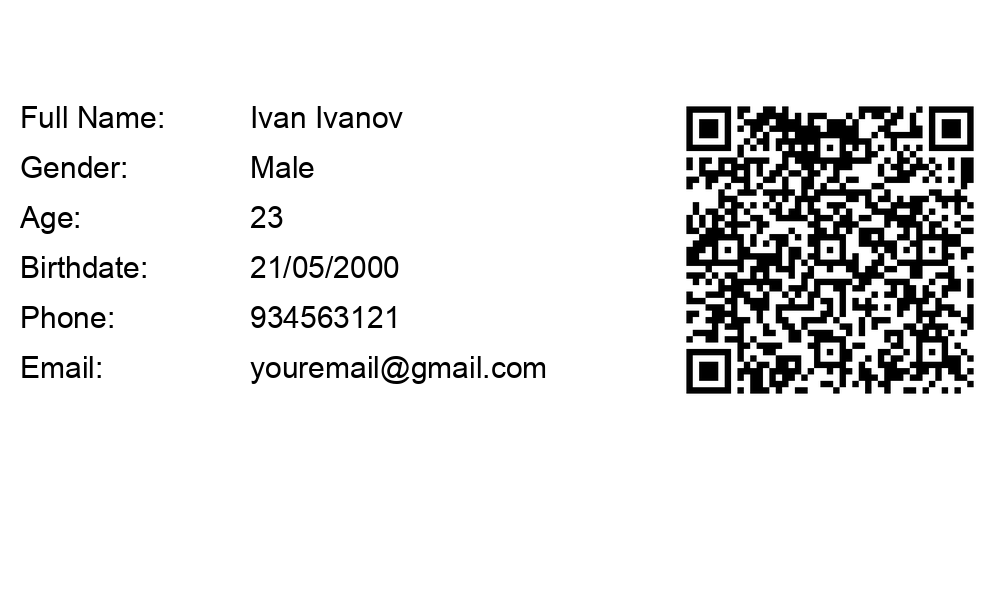 Full Name: Ivan Ivanov
Gender: Male
Age: 23
Birthdate: 21/05/2000
Phone: 934563121
Email: youremail@gmail.com